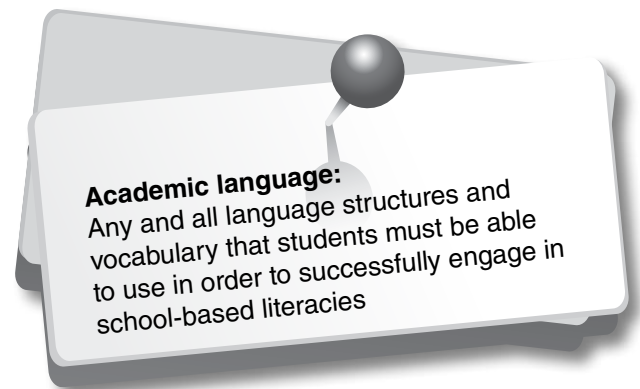 Academic language:
Any and all language structures and
vocabulary that students must be able
to use in order to successfully engage in
school-based literacies